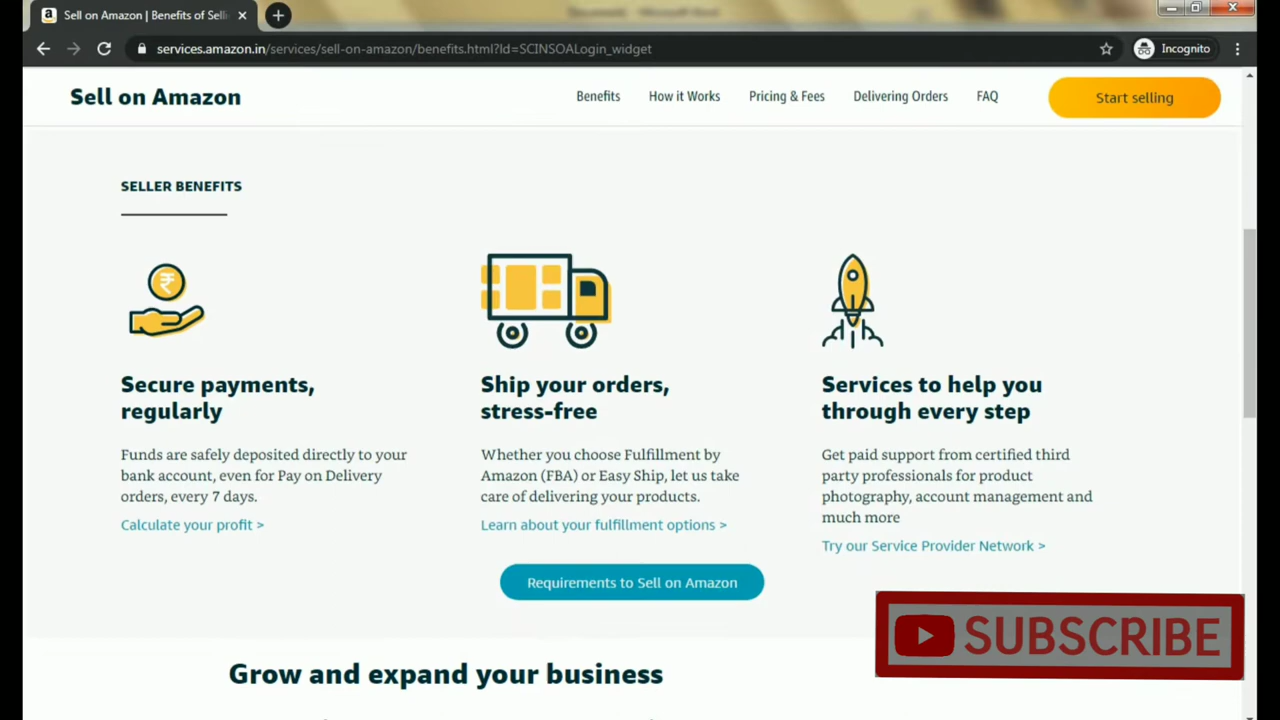 Sell on Amazon | Benefits of Selli
services.amazon.in/services/sell-on-amazon/benefits.html?ld=SCINSOALogin_widget
Incognito
Sell on Amazon
Benefits
How it Works
Pricing & Fees
Delivering Orders
FAQ
Start selling
SELLER BENEFITS
Secure payments,
regularly
Funds are safely deposited directly to your
bank account, even for Pay on Delivery
orders, every 7 days.
Calculate your profit >
Ship your orders,
stress-free
Whether you choose Fulfillment by
Amazon (FBA) or Easy Ship, let us take
care of delivering your products.
Learn about your fulfillment options >
Services to help you
through every step
Get paid support from certified third
party professionals for product
photography, account management and
much more
Try our Service Provider Network >
Requirements to Sell on Amazon
SUBSCRIBE
Grow and expand your business